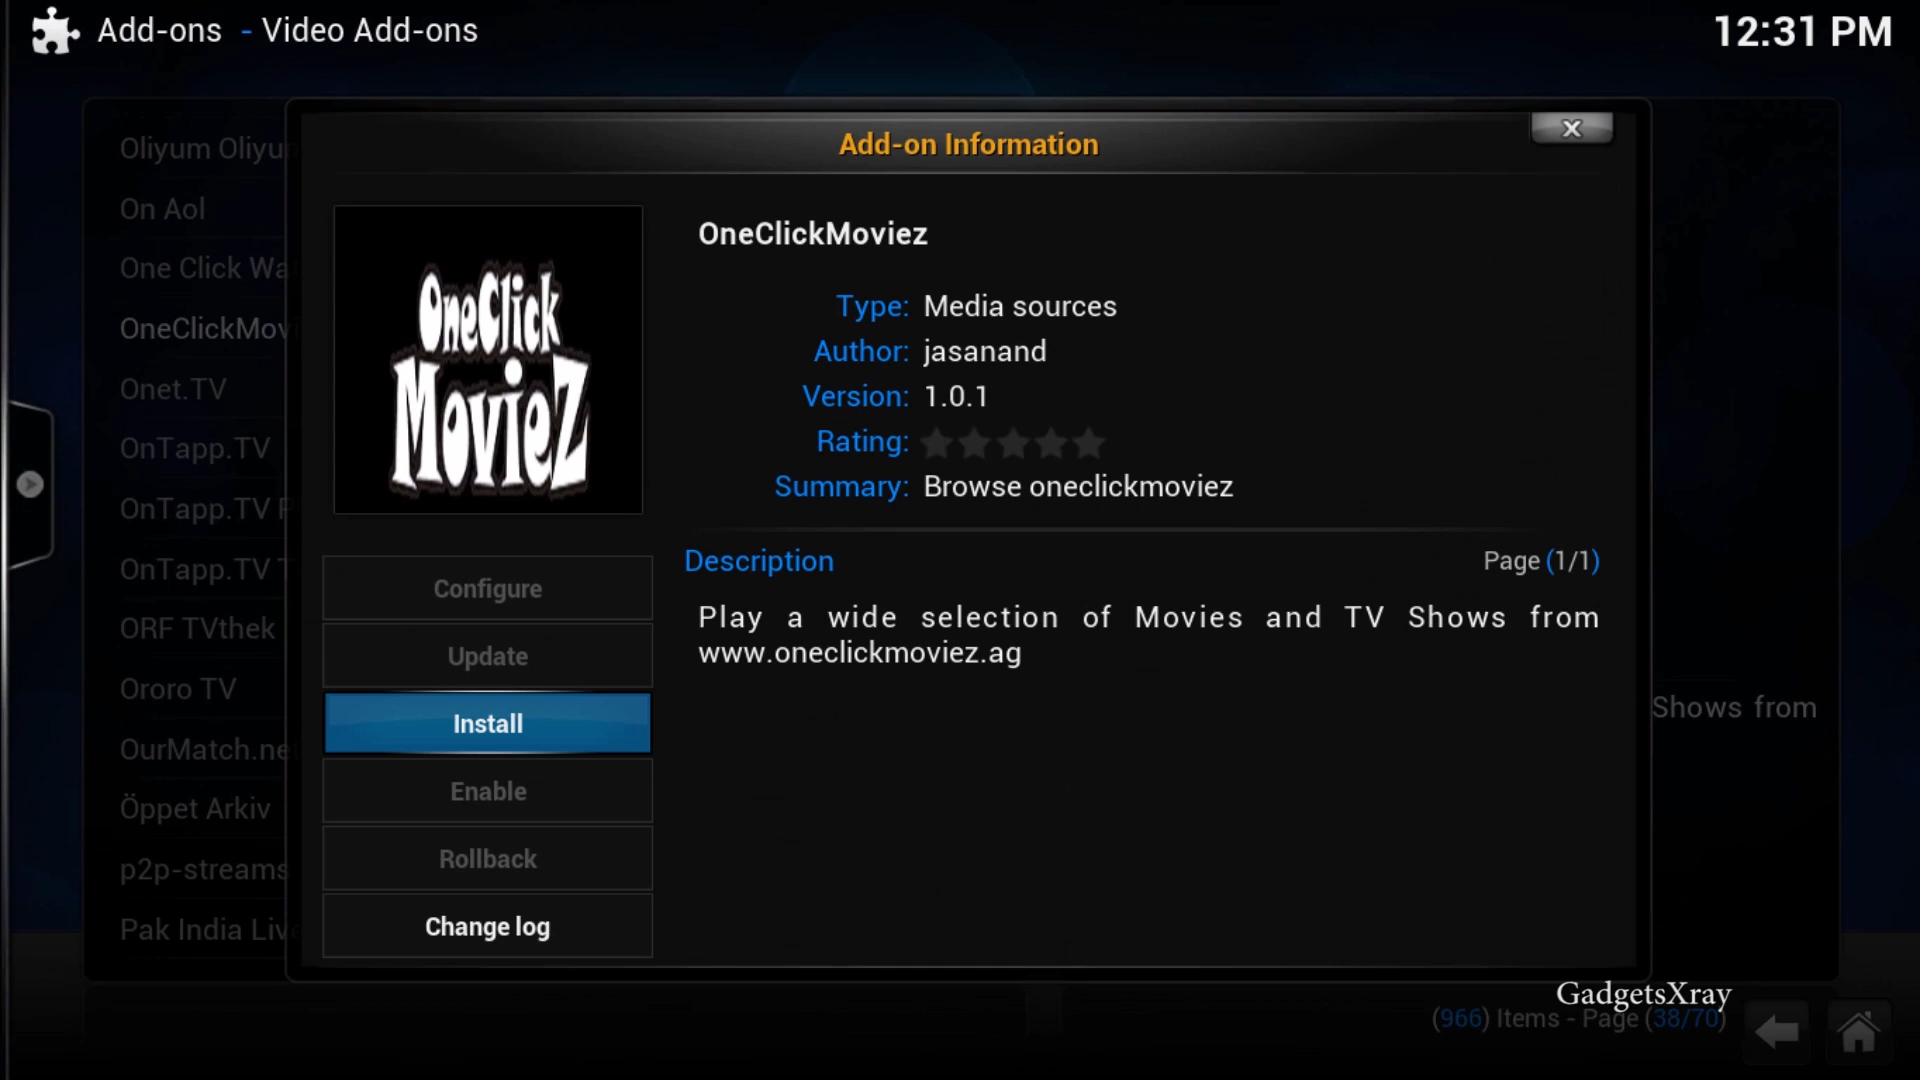 Add-ons - Video Add-ons
12:31 PM
Add-on Information
x
OneClick
MovieZ
OneClickMoviez
Type: Media sources
Author: jasanand
Version: 1.0.1
Rating:
Summary: Browse oneclickmoviez
Description
Page (1/1)
Play a wide selection of Movies and TV Shows from
www.oneclickmoviez.ag
Configure
Update
Install
Enable
Rollback
Change log
Oliyum Oliyu
On Aol
One Click Wa
OneClickMovi
Onet.TV
OnTapp.TV
OnTapp.TV P
OnTapp.TV T
ORF TVthek
Ororo TV
OurMatch.ne
Öppet Arkiv
p2p-streams
Pak India Live
Shows from
GadgetsXray
(966) Items - Page (38/70)